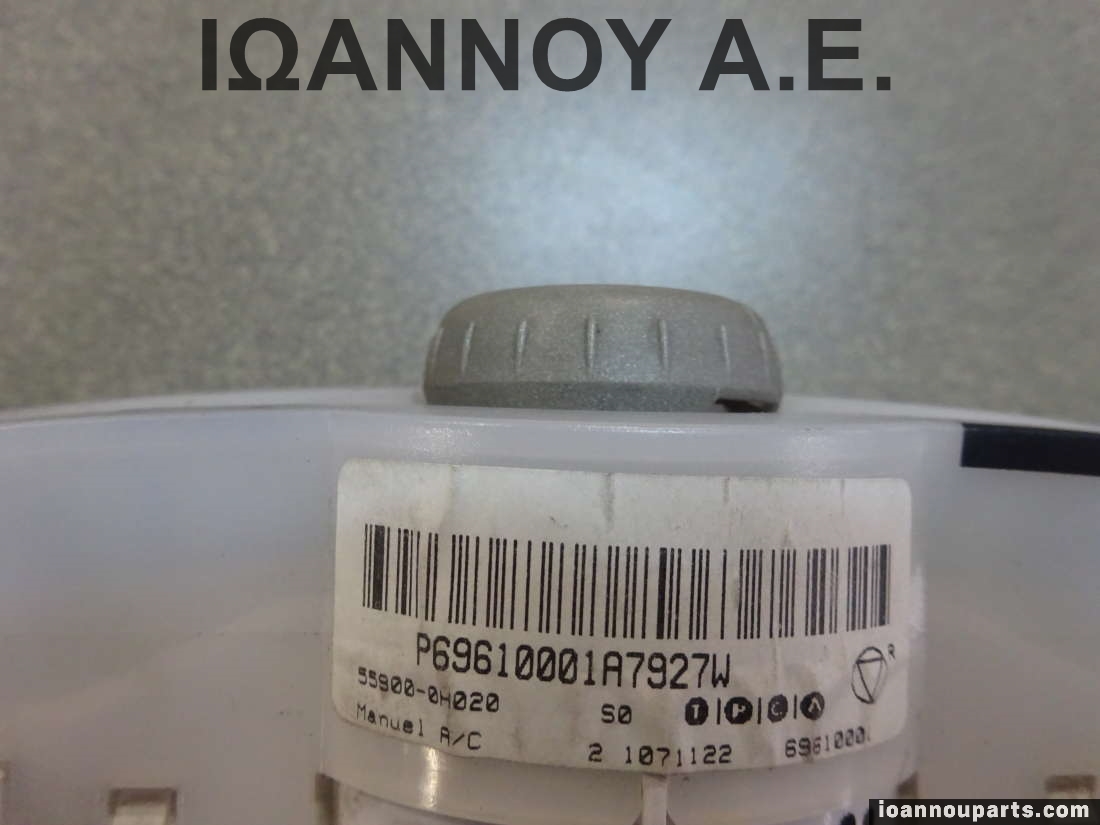 ΙΩΑΝΝΟΥ Α.Ε.
P69610001A7927W
R
55900-0H020
S0 T P C A
Manuel A/C
2 1071122 6961000
ioannouparts.com